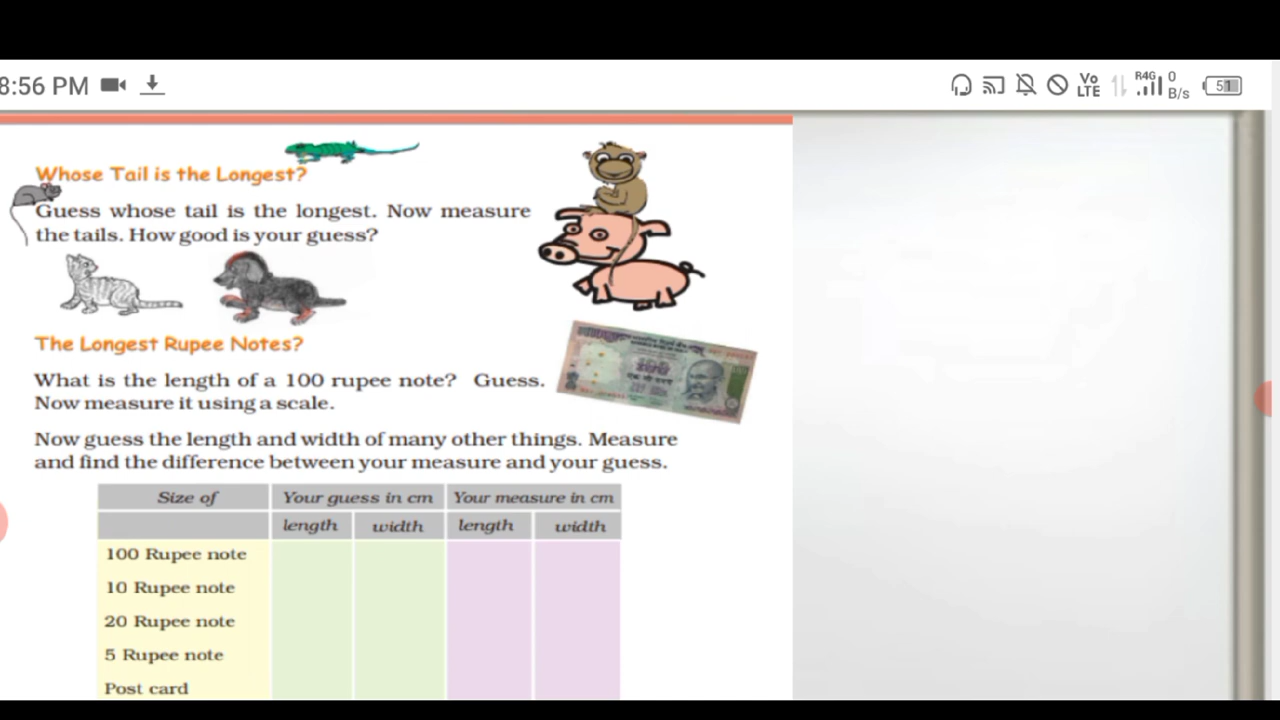 8:56 PM
Vo LTE R4G 0 B/s 51
Whose Tail is the Longest?
Guess whose tail is the longest. Now measure
the tails. How good is your guess?
The Longest Rupee Notes?
What is the length of a 100 rupee note? Guess.
Now measure it using a scale.
Now guess the length and width of many other things. Measure
and find the difference between your measure and your guess.
Size of Your guess in cm Your measure in cm
length width length width
100 Rupee note
10 Rupee note
20 Rupee note
5 Rupee note
Post card